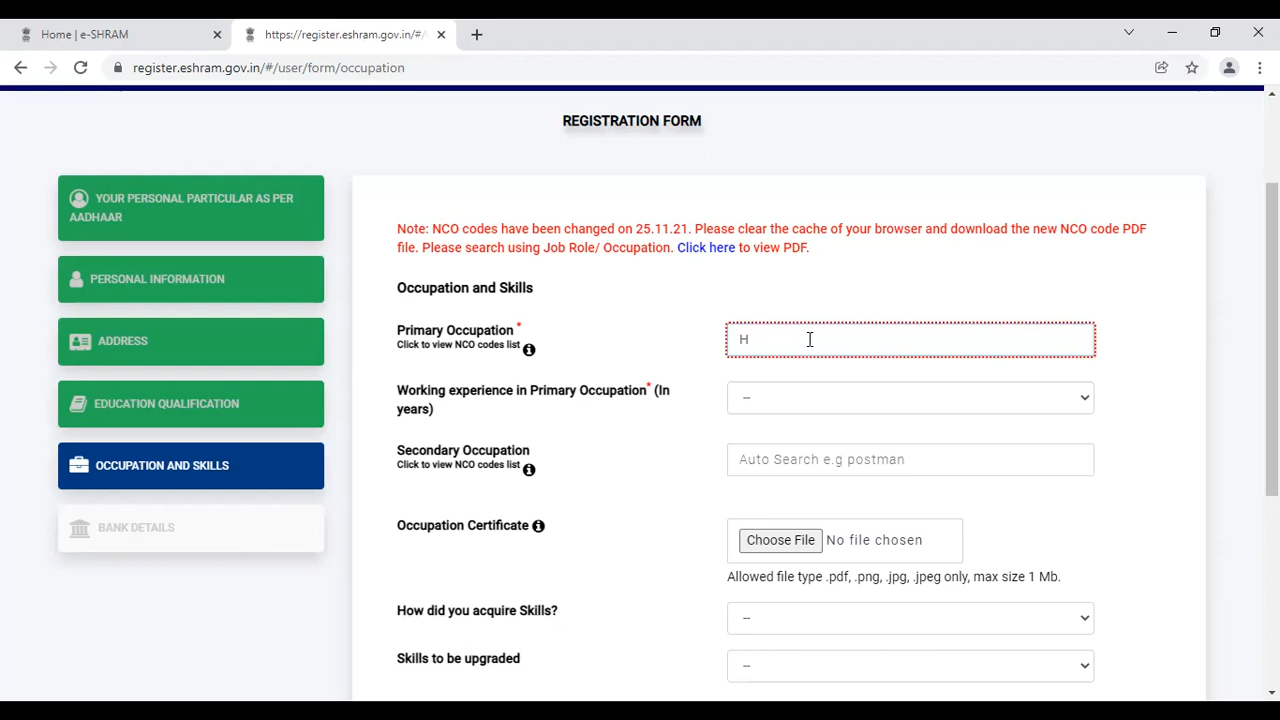 Home | e-SHRAM
https://register.eshram.gov.in/#/
register.eshram.gov.in/#/user/form/occupation
REGISTRATION FORM
YOUR PERSONAL PARTICULAR AS PER
AADHAAR
PERSONAL INFORMATION
ADDRESS
EDUCATION QUALIFICATION
OCCUPATION AND SKILLS
BANK DETAILS
Note: NCO codes have been changed on 25.11.21. Please clear the cache of your browser and download the new NCO code PDF
file. Please search using Job Role/ Occupation. Click here to view PDF.
Occupation and Skills
Primary Occupation *
Click to view NCO codes list
H
Working experience in Primary Occupation* (In
years)
--
Secondary Occupation
Click to view NCO codes list
Auto Search e.g postman
Occupation Certificate
Choose File No file chosen
Allowed file type .pdf, .png, .jpg, .jpeg only, max size 1 Mb.
How did you acquire Skills?
--
Skills to be upgraded
--